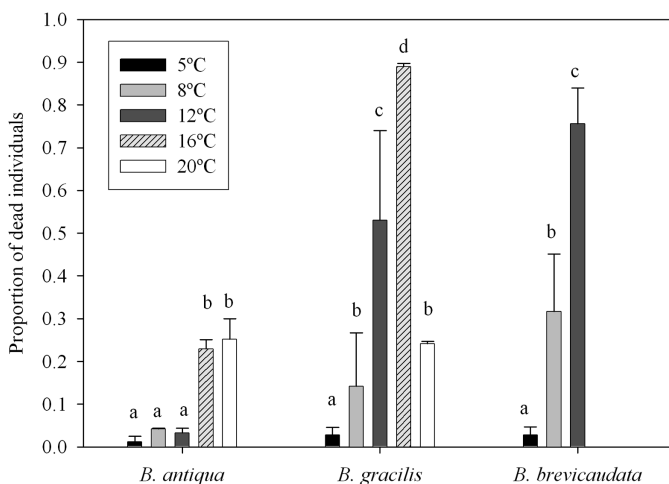 Proportion of dead individuals
1.0
0.9
0.8
0.7
0.6
0.5
0.4
0.3
0.2
0.1
0.0
5ºC
8ºC
12ºC
16ºC
20ºC
a a a b b
a b c d b
a b c
B. antiqua B. gracilis B. brevicaudata